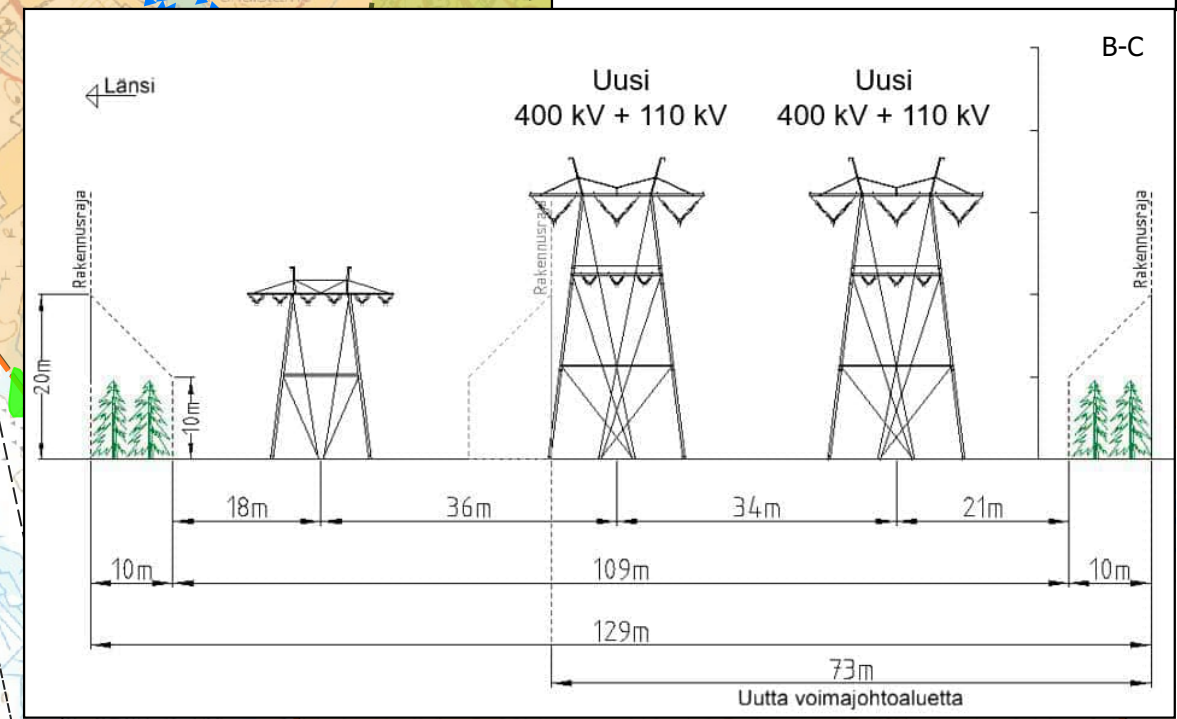 B-C
Länsi
Uusi
400 kV + 110 kV
Uusi
400 kV + 110 kV
Rakennusraja
Rakennusraja
Rakennusraja
20m
10m
18m
36m
34m
21m
10m
109m
10m
129m
73m
Uutta voimajohtoaluetta